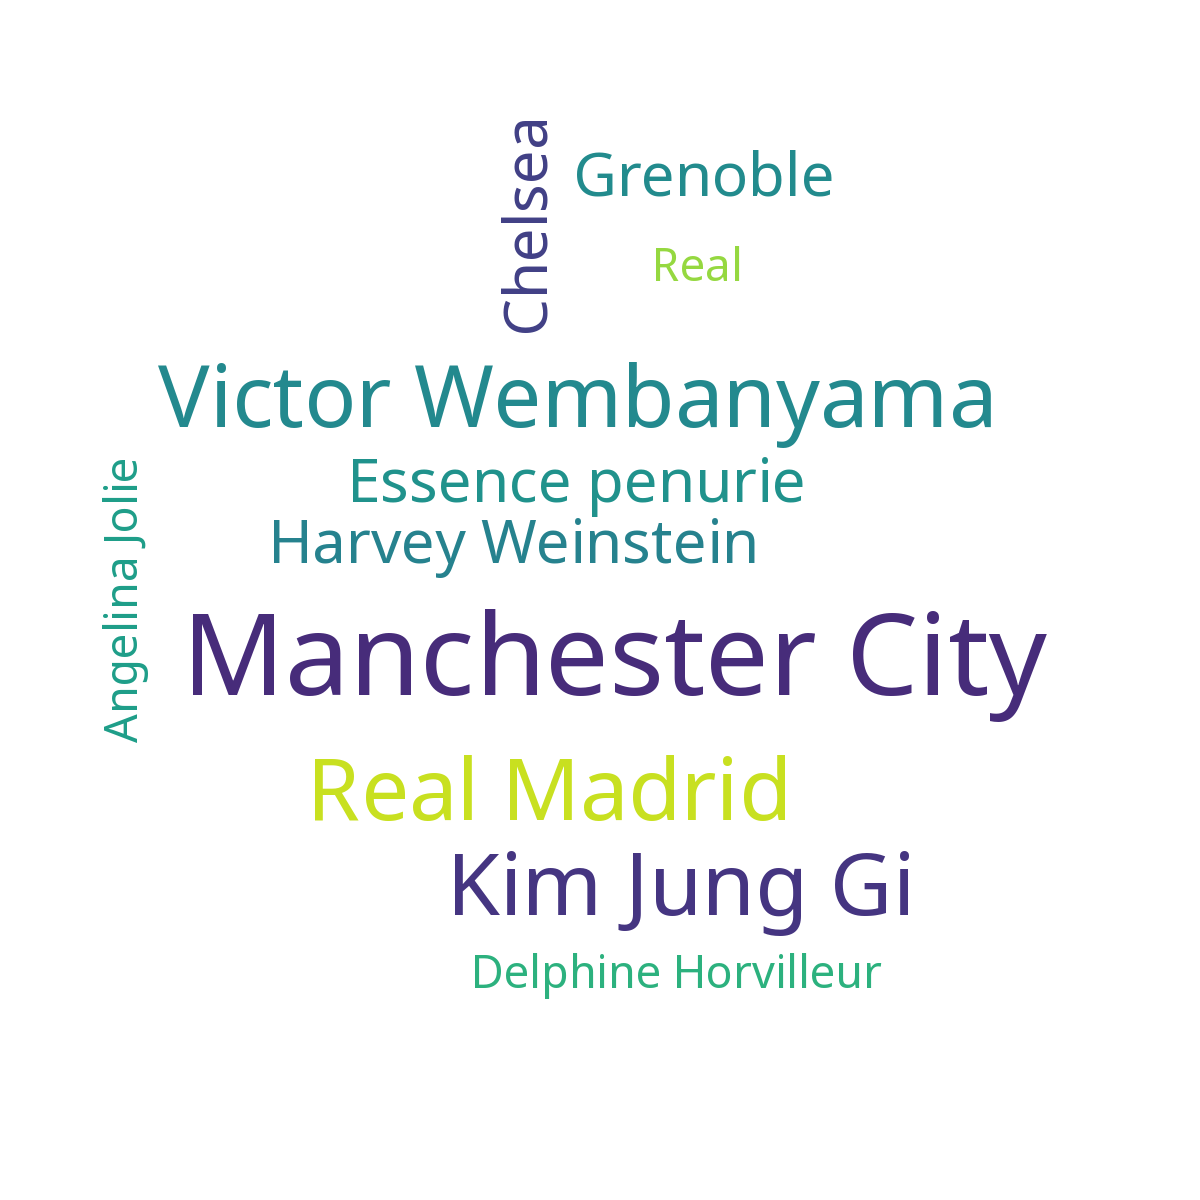 Chelsea
Grenoble
Real
Victor Wembanyama
Essence penurie
Angelina Jolie
Harvey Weinstein
Manchester City
Real Madrid
Kim Jung Gi
Delphine Horvilleur